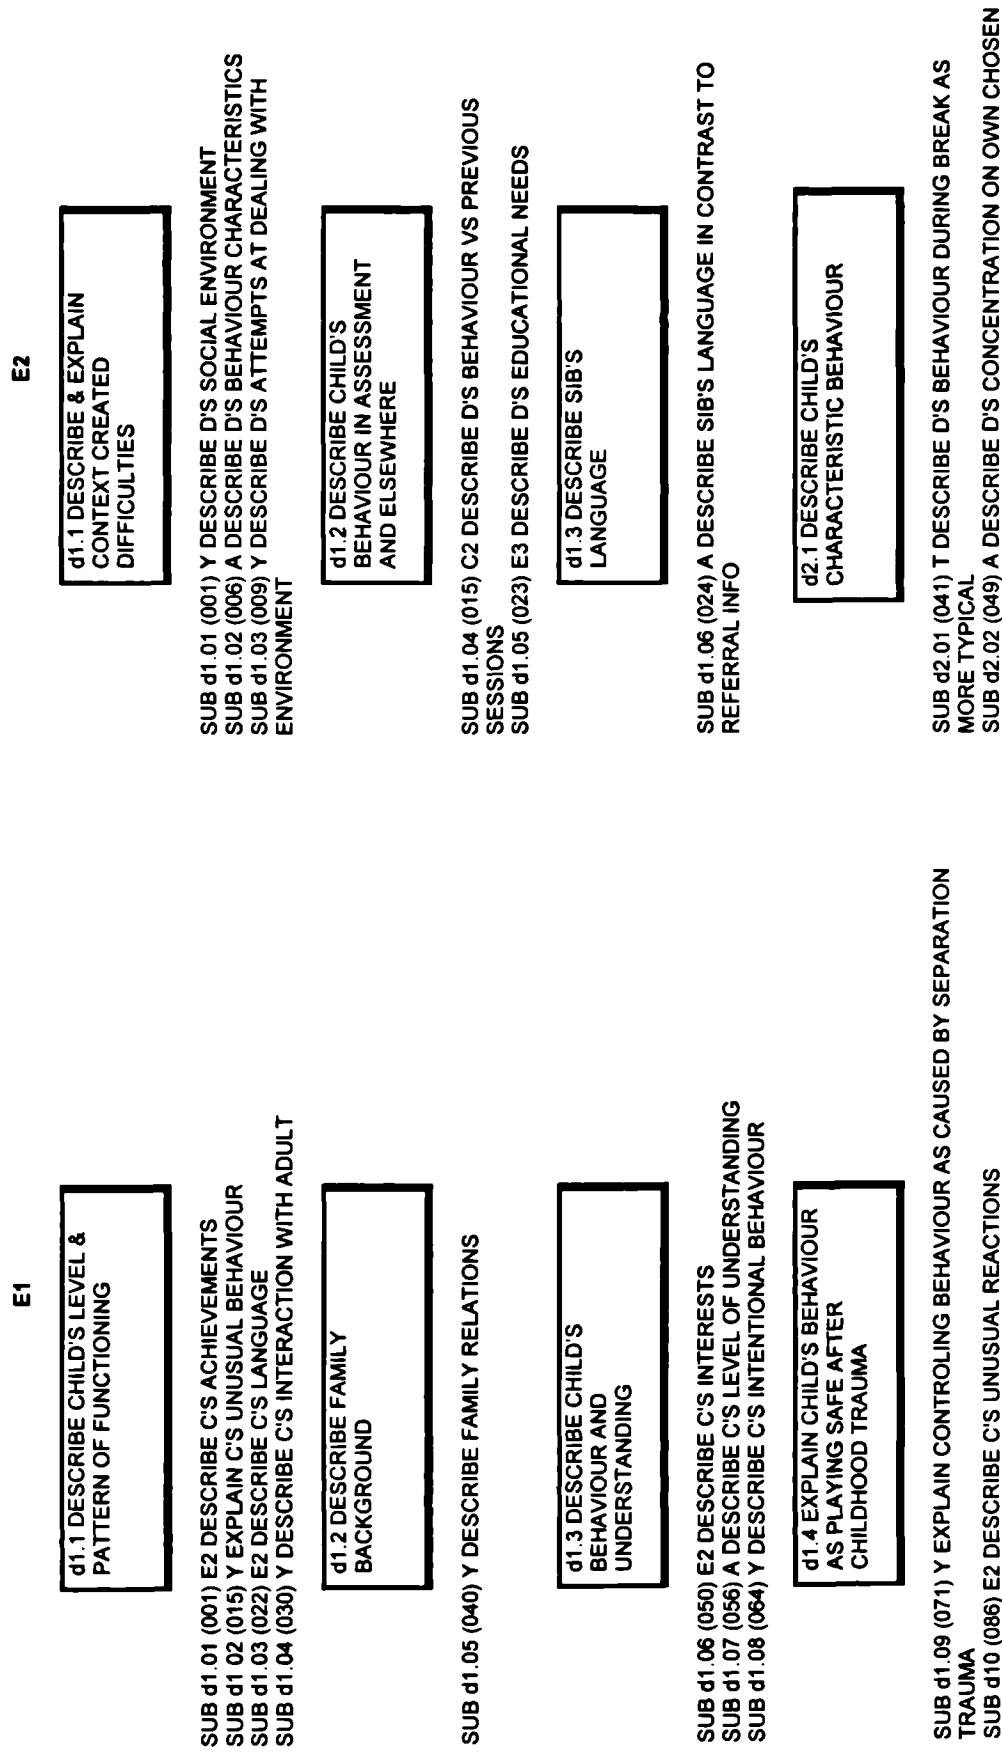 E1
d1.1 DESCRIBE CHILD'S LEVEL &
PATTERN OF FUNCTIONING
SUB d1.01 (001) E2 DESCRIBE C'S ACHIEVEMENTS
SUB d1 02 (015) Y EXPLAIN C'S UNUSUAL BEHAVIOUR
SUB d1.03 (022) E2 DESCRIBE C'S LANGUAGE
SUB d1.04 (030) Y DESCRIBE C'S INTERACTION WITH ADULT
d1.2 DESCRIBE FAMILY
BACKGROUND
SUB d1.05 (040) Y DESCRIBE FAMILY RELATIONS
d1.3 DESCRIBE CHILD'S
BEHAVIOUR AND
UNDERSTANDING
SUB d1.06 (050) E2 DESCRIBE C'S INTERESTS
SUB d1.07 (056) A DESCRIBE C'S LEVEL OF UNDERSTANDING
SUB d1.08 (064) Y DESCRIBE C'S INTENTIONAL BEHAVIOUR
d1.4 EXPLAIN CHILD'S BEHAVIOUR
AS PLAYING SAFE AFTER
CHILDHOOD TRAUMA
SUB d1.09 (071) Y EXPLAIN CONTROLING BEHAVIOUR AS CAUSED BY SEPARATION
TRAUMA
SUB d10 (086) E2 DESCRIBE C'S UNUSUAL REACTIONS
E2
d1.1 DESCRIBE & EXPLAIN
CONTEXT CREATED
DIFFICULTIES
SUB d1.01 (001) Y DESCRIBE D'S SOCIAL ENVIRONMENT
SUB d1.02 (006) A DESCRIBE D'S BEHAVIOUR CHARACTERISTICS
SUB d1.03 (009) Y DESCRIBE D'S ATTEMPTS AT DEALING WITH
ENVIRONMENT
d1.2 DESCRIBE CHILD'S
BEHAVIOUR IN ASSESSMENT
AND ELSEWHERE
SUB d1.04 (015) C2 DESCRIBE D'S BEHAVIOUR VS PREVIOUS
SESSIONS
SUB d1.05 (023) E3 DESCRIBE D'S EDUCATIONAL NEEDS
d1.3 DESCRIBE SIB'S
LANGUAGE
SUB d1.06 (024) A DESCRIBE SIB'S LANGUAGE IN CONTRAST TO
REFERRAL INFO
d2.1 DESCRIBE CHILD'S
CHARACTERISTIC BEHAVIOUR
SUB d2.01 (041) T DESCRIBE D'S BEHAVIOUR DURING BREAK AS
MORE TYPICAL
SUB d2.02 (049) A DESCRIBE D'S CONCENTRATION ON OWN CHOSEN